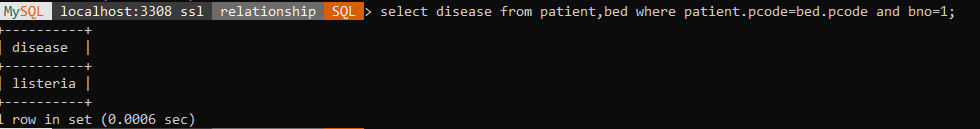 MySQL localhost:3308 ssl relationship SQL > select disease from patient,bed where patient.pcode=bed.pcode and bno=1;
+----------+
| disease  |
+----------+
| listeria |
+----------+
1 row in set (0.0006 sec)